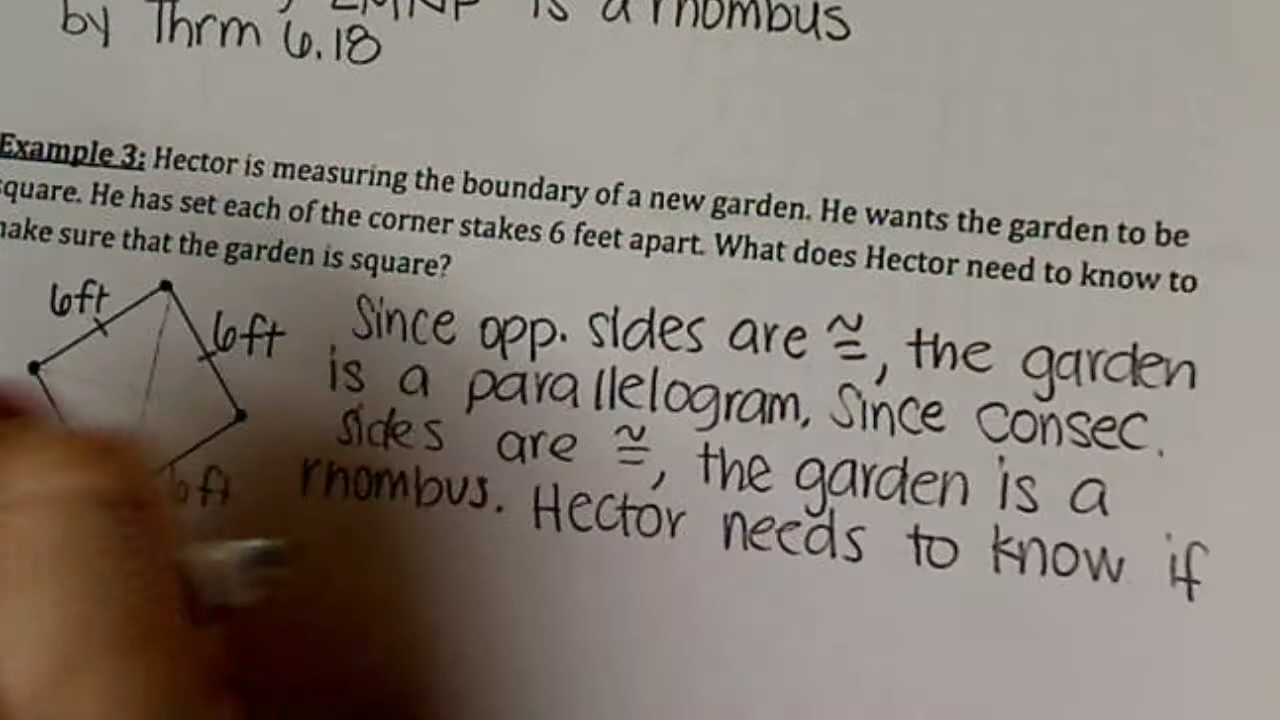 is a rhombus
by Thrm 6.18
Example 3: Hector is measuring the boundary of a new garden. He wants the garden to be
square. He has set each of the corner stakes 6 feet apart. What does Hector need to know to
make sure that the garden is square?
6ft
6ft
6ft
Since opp. sides are ≅, the garden
is a parallelogram. Since consec.
sides are ≅, the garden is a
rhombus. Hector needs to know if